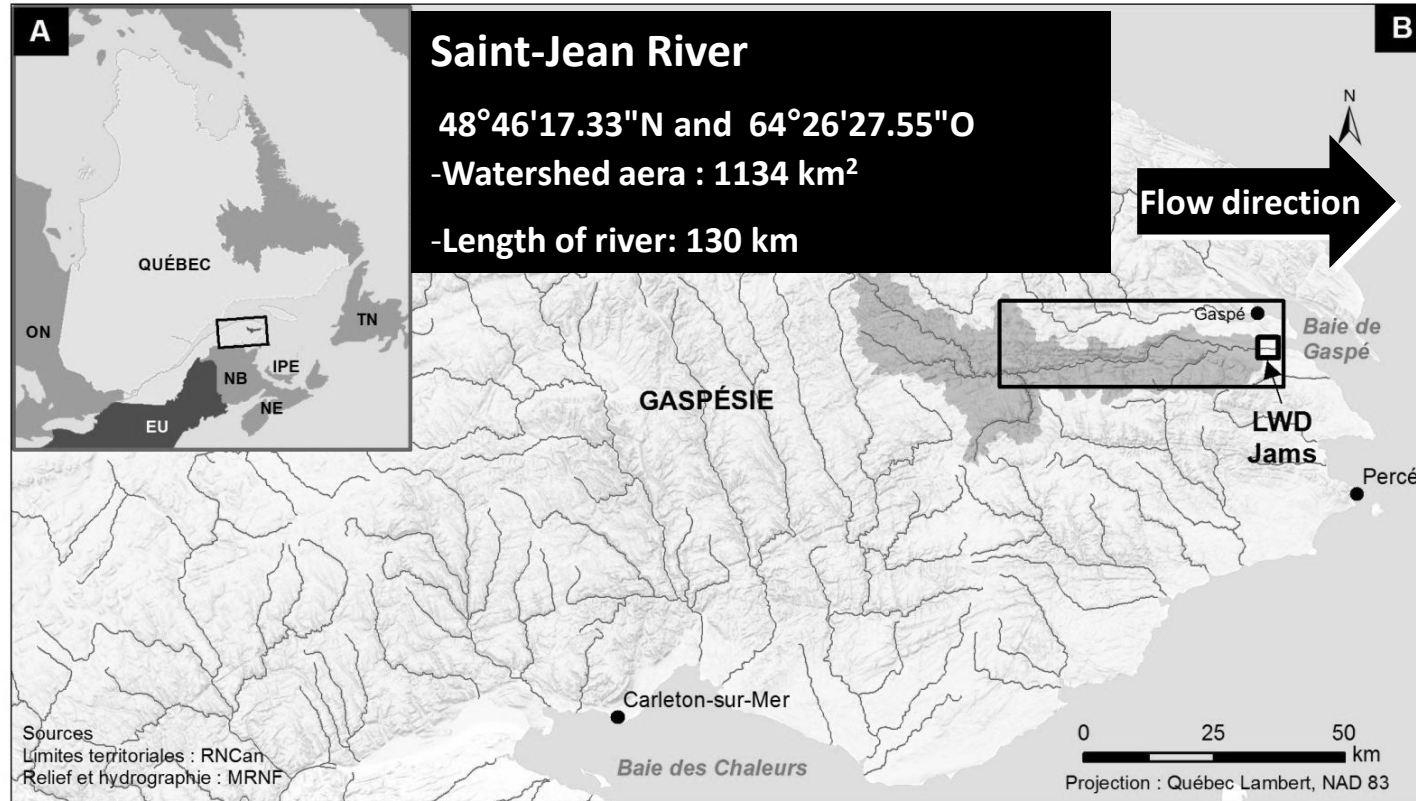 A
B
Saint-Jean River
48°46'17.33"N and 64°26'27.55"O
-Watershed aera : 1134 km²
-Length of river: 130 km
N
Flow direction
QUÉBEC
ON
TN
IPE
NB
NE
EU
Gaspé
Baie de
Gaspé
GASPÉSIE
LWD
Jams
Percé
Carleton-sur-Mer
Baie des Chaleurs
Sources
Limites territoriales : RNCan
Relief et hydrographie : MRNF
0 25 50
km
Projection : Québec Lambert, NAD 83